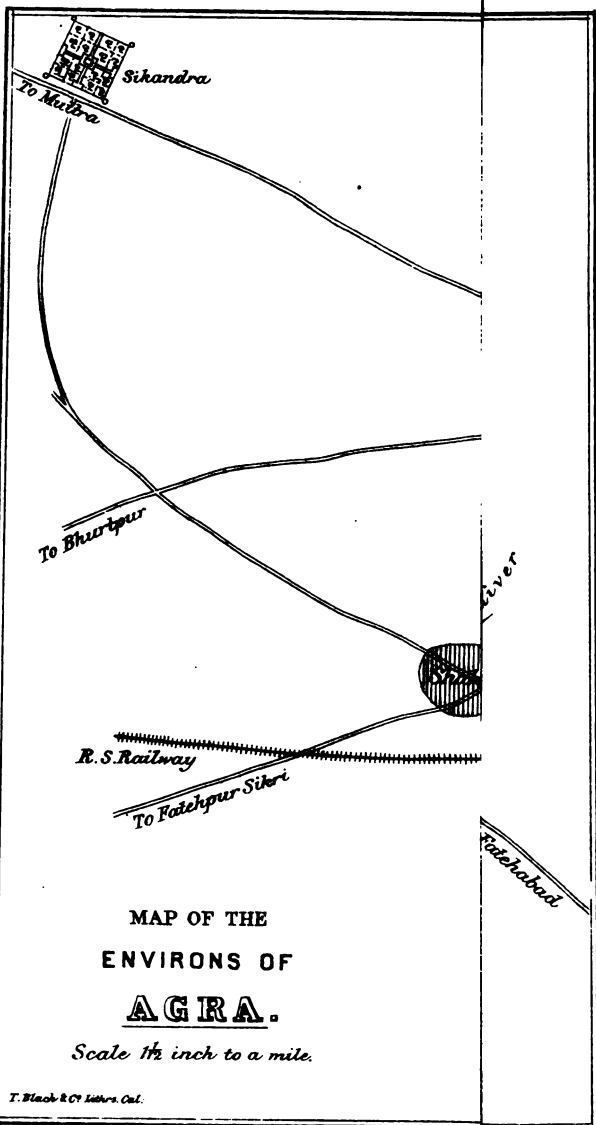 Sikandra
To Muttra
To Bhurtpur
River
R.S. Railway
To Fatehpur Sikri
Fatehabad
MAP OF THE
ENVIRONS OF
AGRA.
Scale 1½ inch to a mile.
T. Black & Co. Lithrs. Cal: